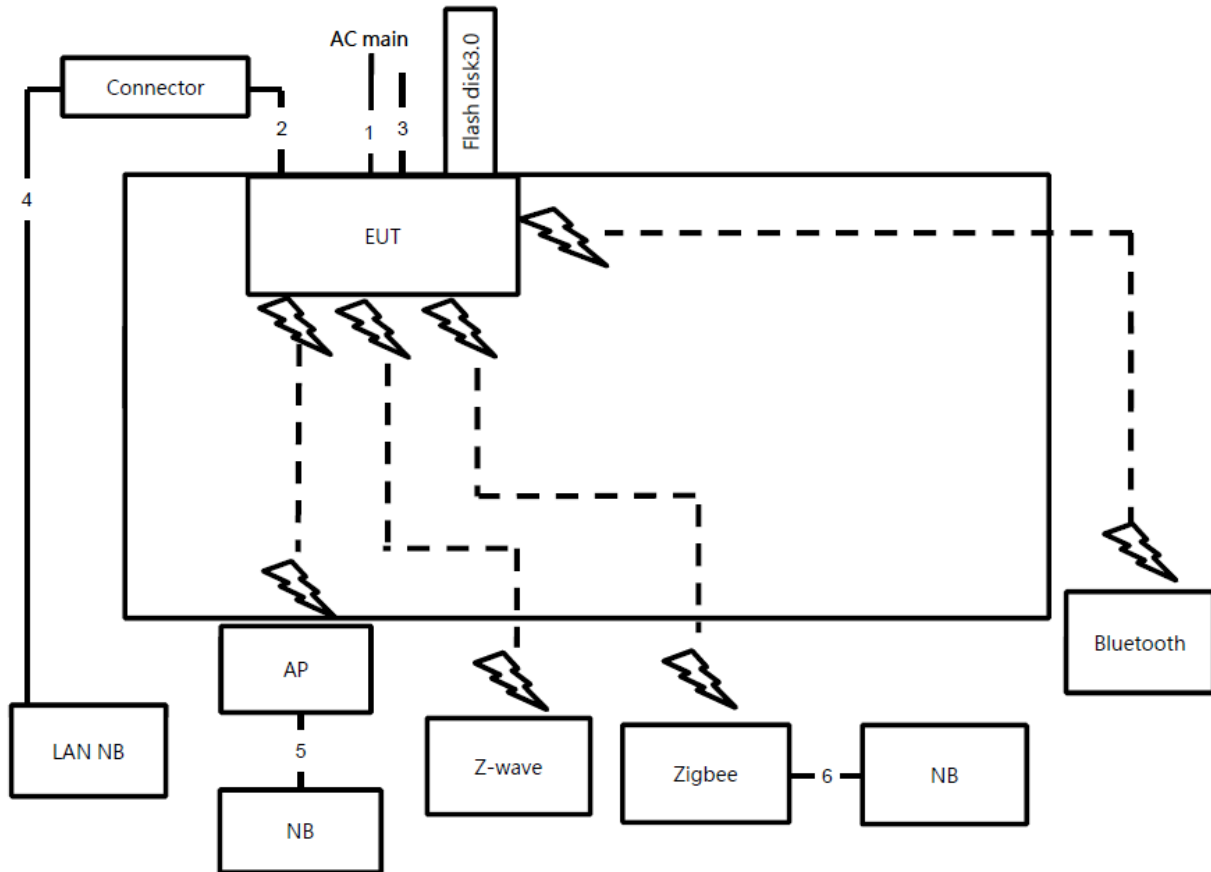 AC main
Connector
Flash disk3.0
2
1
3
4
EUT
Bluetooth
AP
LAN NB
5
Z-wave
Zigbee
6
NB
NB